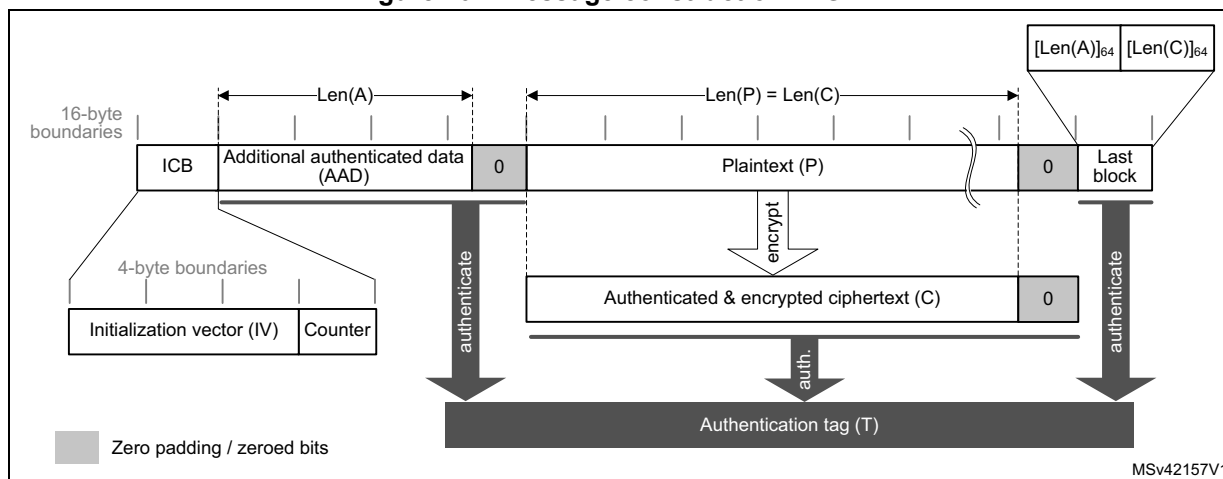 [Len(A)]64 [Len(C)]64
Len(A)
Len(P) = Len(C)
16-byte
boundaries
ICB
Additional authenticated data
(AAD)
0
Plaintext (P)
0
Last
block
encrypt
4-byte boundaries
authenticate
Authenticated & encrypted ciphertext (C)
0
authenticate
Initialization vector (IV)
Counter
auth.
Authentication tag (T)
Zero padding / zeroed bits
MSv42157V1